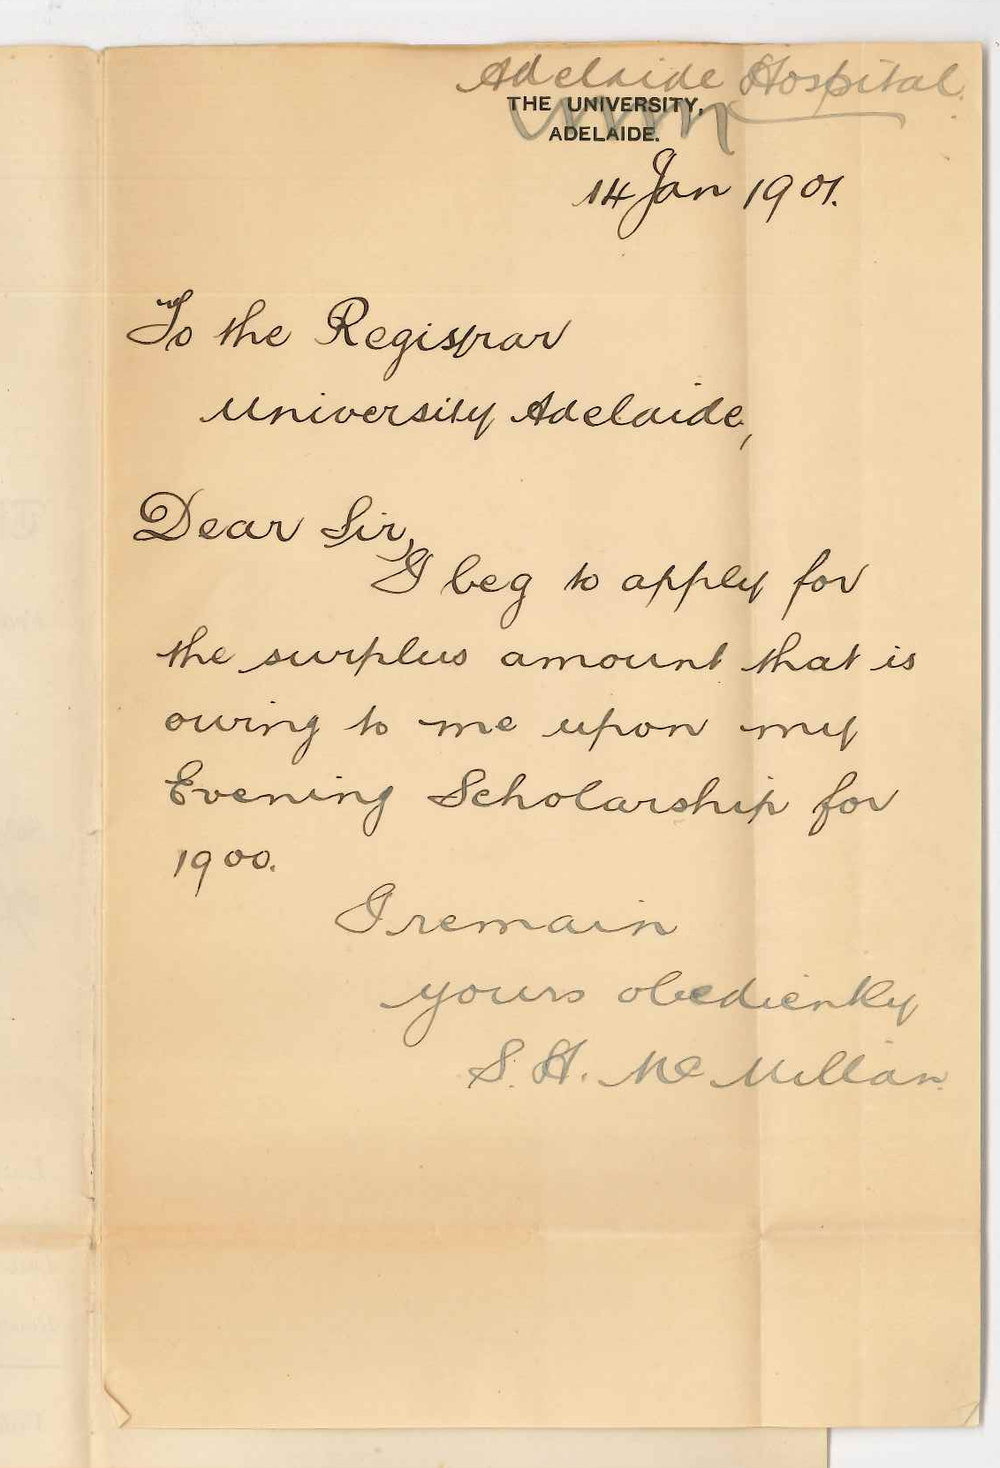 Adelaide Hospital.
THE UNIVERSITY,
ADELAIDE.
14 Jan 1901.
To the Registrar
University Adelaide,
Dear Sir,
I beg to apply for
the surplus amount that is
owing to me upon my
Evening Scholarship for
1900.
I remain
yours obediently
S. H. McMillan.